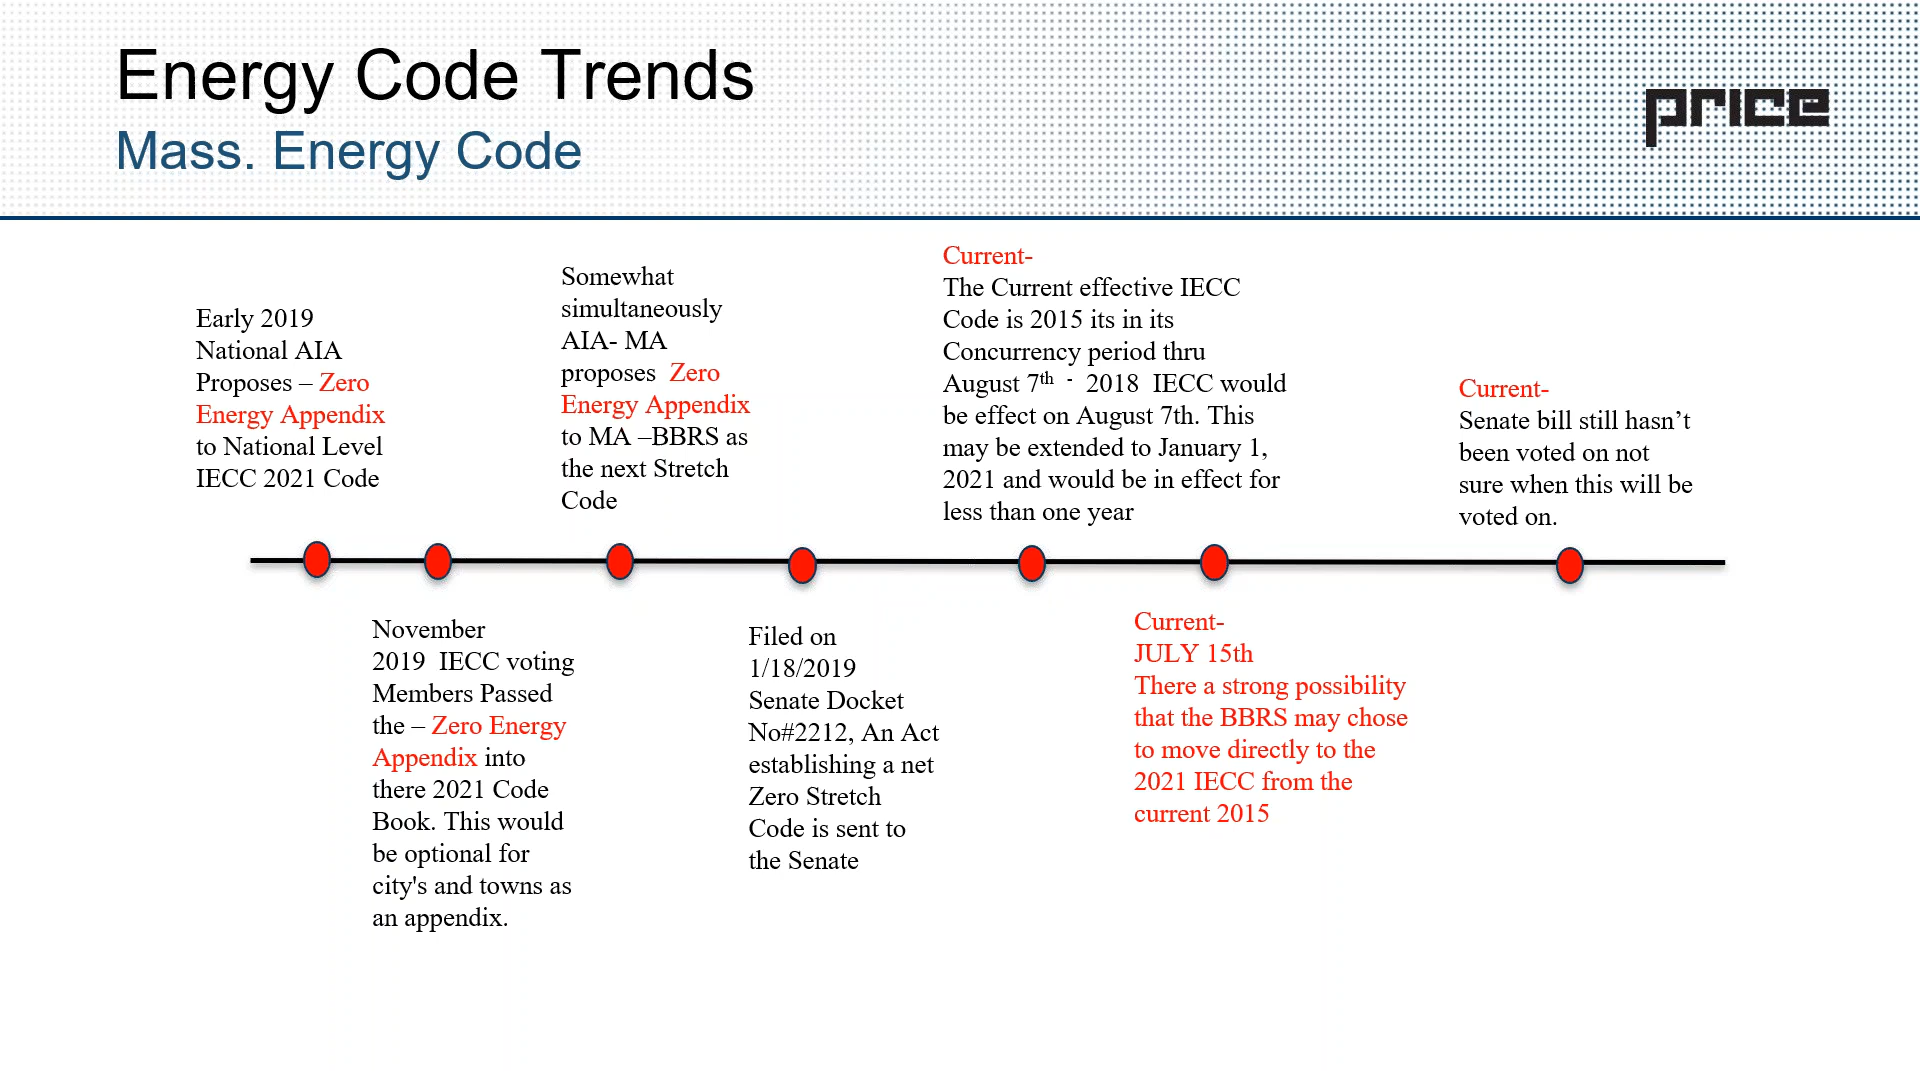 Energy Code Trends
Mass. Energy Code
price
Early 2019
National AIA
Proposes – Zero
Energy Appendix
to National Level
IECC 2021 Code
Somewhat
simultaneously
AIA- MA
proposes  Zero
Energy Appendix
to MA –BBRS as
the next Stretch
Code
Current-
The Current effective IECC
Code is 2015 its in its
Concurrency period thru
August 7th - 2018  IECC would
be effect on August 7th. This
may be extended to January 1,
2021 and would be in effect for
less than one year
Current-
Senate bill still hasn’t
been voted on not
sure when this will be
voted on.
November
2019  IECC voting
Members Passed
the – Zero Energy
Appendix into
there 2021 Code
Book. This would
be optional for
city's and towns as
an appendix.
Filed on
1/18/2019
Senate Docket
No#2212, An Act
establishing a net
Zero Stretch
Code is sent to
the Senate
Current-
JULY 15th
There a strong possibility
that the BBRS may chose
to move directly to the
2021 IECC from the
current 2015